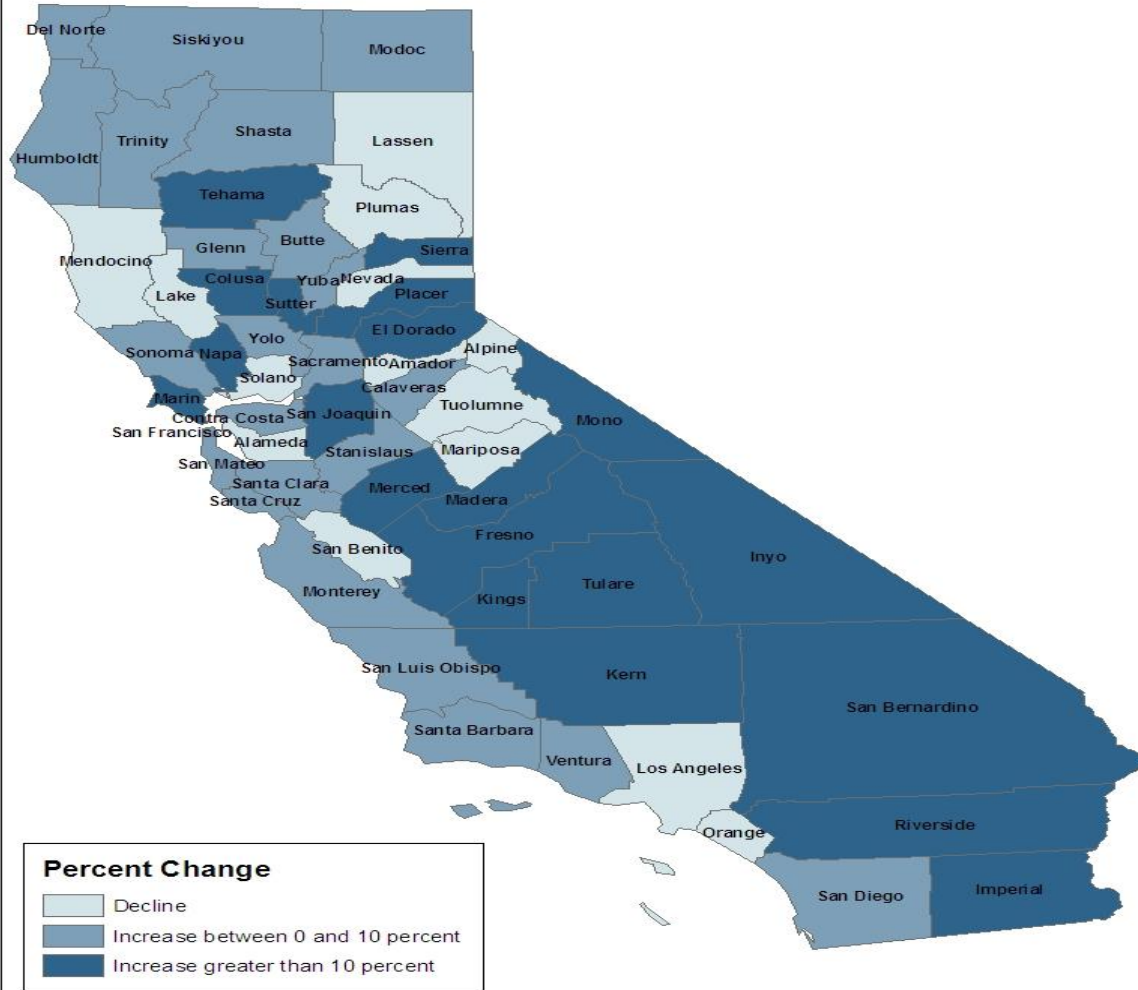 Del Norte
Siskiyou
Modoc
Humboldt
Trinity
Shasta
Lassen
Tehama
Plumas
Mendocino
Glenn
Butte
Sierra
Lake
Colusa
Yuba
Nevada
Sutter
Placer
Sonoma
Napa
Yolo
El Dorado
Sacramento
Amador
Alpine
Solano
Calaveras
Marin
Contra Costa
San Joaquin
Tuolumne
Mono
San Francisco
Alameda
Stanislaus
Mariposa
San Mateo
Santa Clara
Santa Cruz
Merced
Madera
San Benito
Fresno
Inyo
Monterey
Kings
Tulare
San Luis Obispo
Kern
San Bernardino
Santa Barbara
Ventura
Los Angeles
Orange
Riverside
San Diego
Imperial
Percent Change
Decline
Increase between 0 and 10 percent
Increase greater than 10 percent